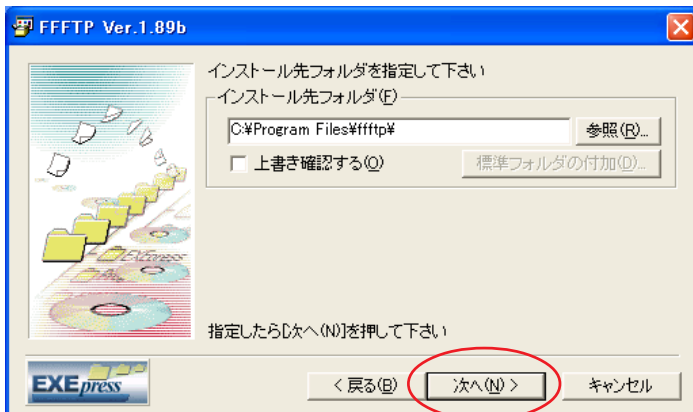 FFFTP Ver.1.89b
インストール先フォルダを指定して下さい
インストール先フォルダ(F)
C:¥Program Files¥ffftp¥
参照(R)...
上書き確認する(O)
標準フォルダの付加(D)...
EXEpress
指定したら[次へ(N)]を押して下さい
EXEpress
< 戻る(B)
次へ(N) >
キャンセル